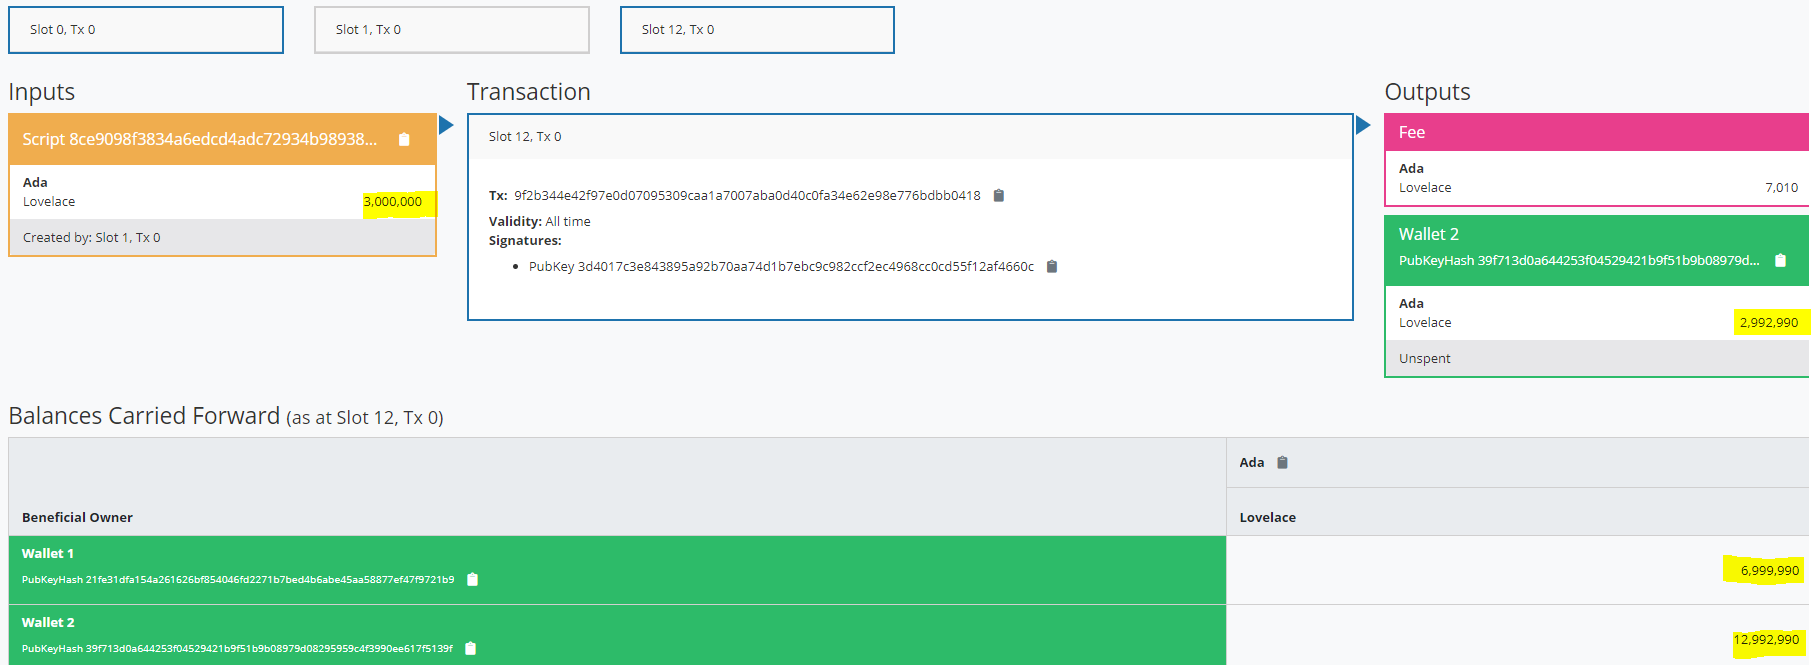 Slot 0, Tx 0
Slot 1, Tx 0
Slot 12, Tx 0
Inputs
Script 8ce9098f3834a6edcd4adc72934b98938...
Ada
Lovelace 3,000,000
Created by: Slot 1, Tx 0
Transaction
Slot 12, Tx 0
Tx: 9f2b344e42f97e0d07095309caa1a7007aba0d40c0fa34e62e98e776bdbb0418
Validity: All time
Signatures:
• PubKey 3d4017c3e843895a92b70aa74d1b7ebc9c982ccf2ec4968cc0cd55f12af4660c
Outputs
Fee
Ada
Lovelace 7,010
Wallet 2
PubKeyHash 39f713d0a644253f04529421b9f51b9b08979d...
Ada
Lovelace 2,992,990
Unspent
Balances Carried Forward (as at Slot 12, Tx 0)
Ada
Beneficial Owner Lovelace
Wallet 1
PubKeyHash 21fe31dfa154a261626bf854046fd2271b7bed4b6abe45aa58877ef47f9721b9 6,999,990
Wallet 2
PubKeyHash 39f713d0a644253f04529421b9f51b9b08979d08295959c4f3990ee617f5139f 12,992,990